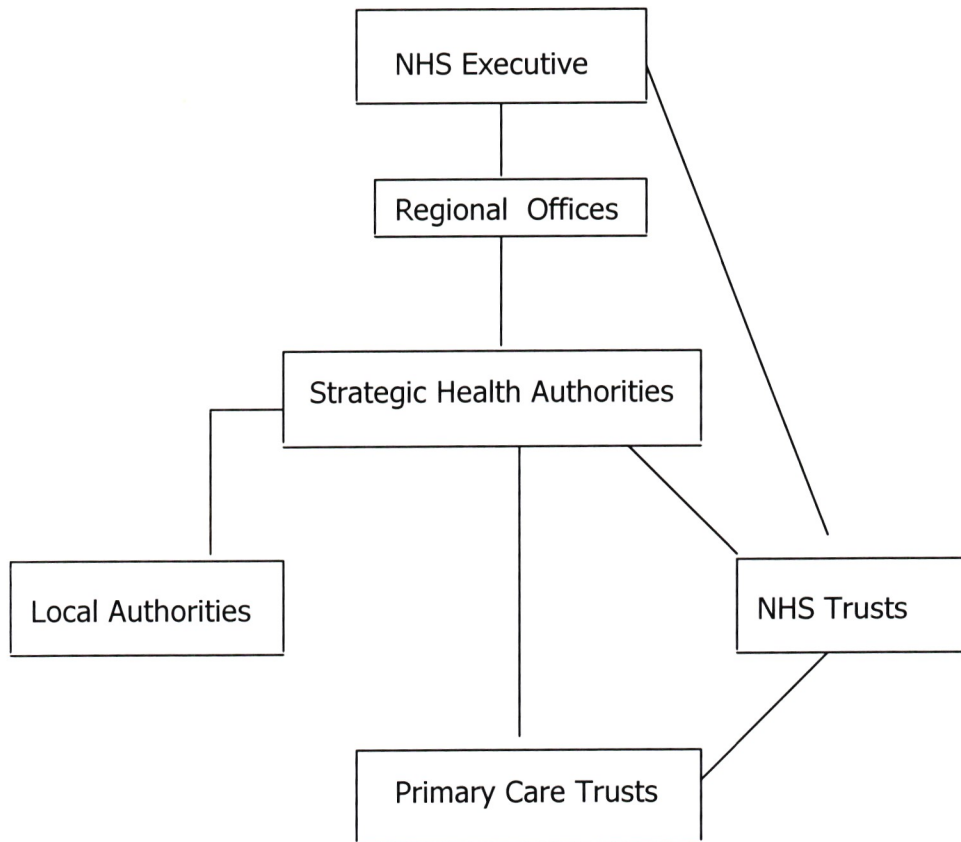 NHS Executive
Regional Offices
Strategic Health Authorities
Local Authorities
NHS Trusts
Primary Care Trusts